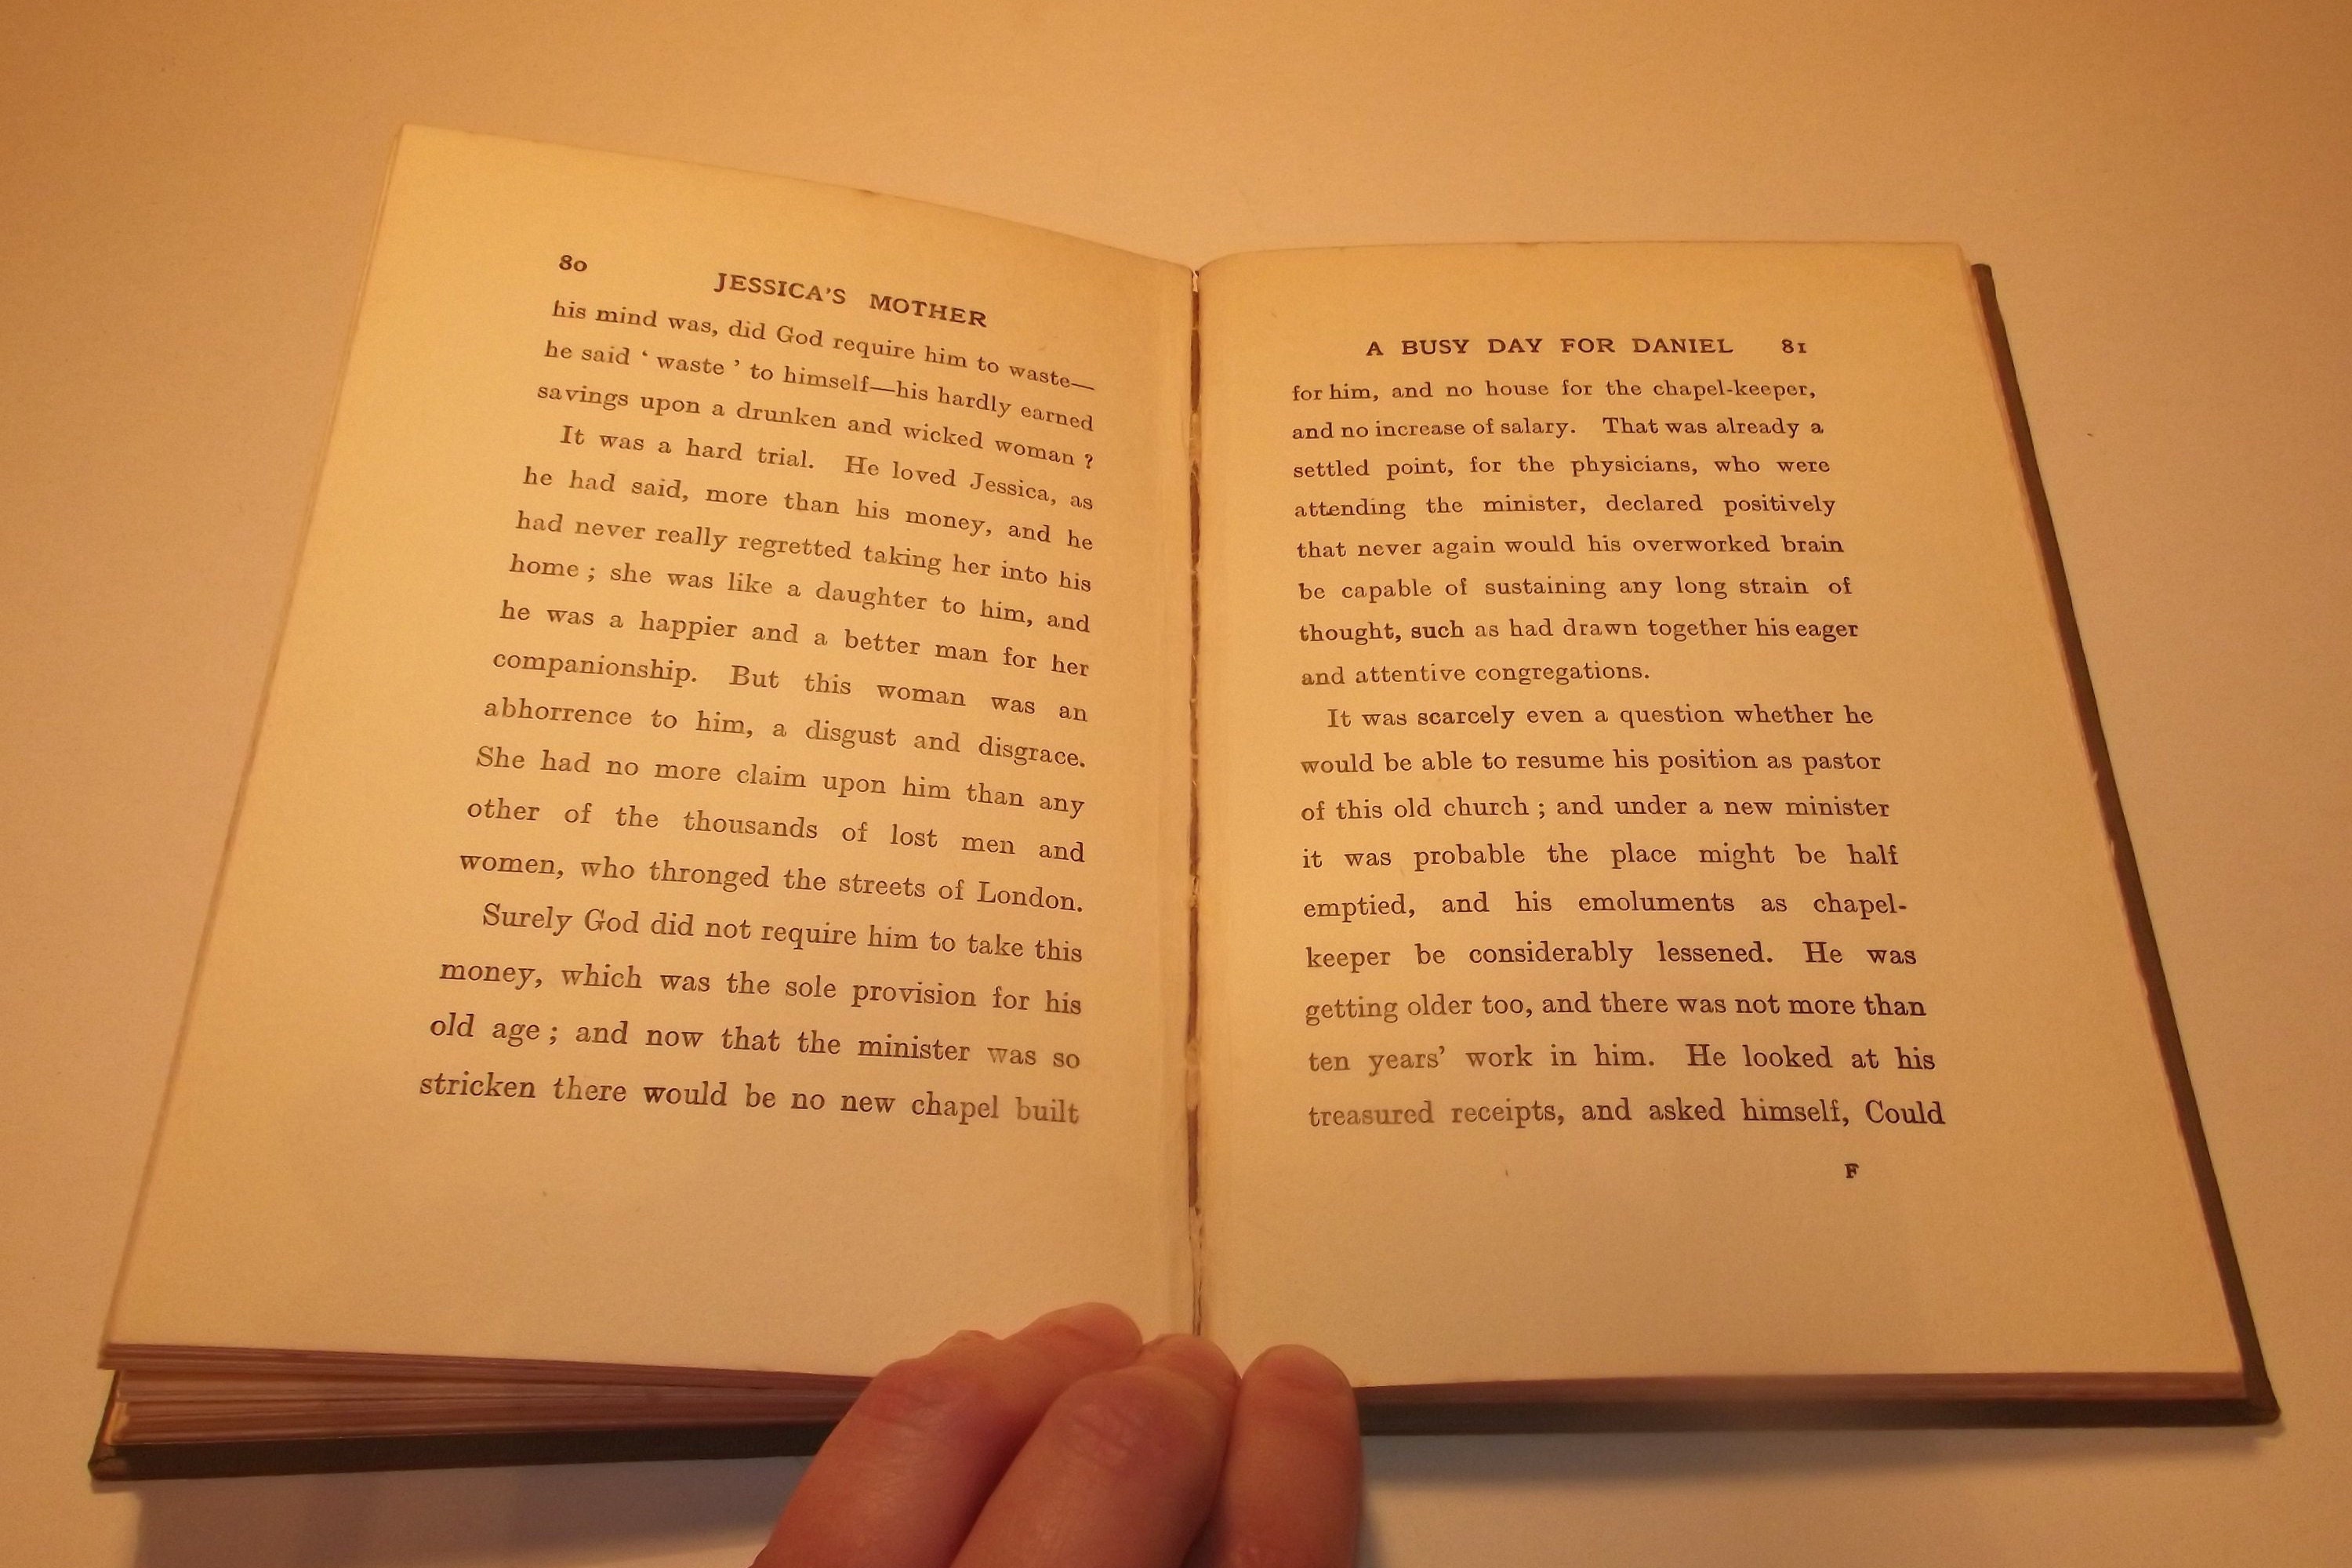 80
JESSICA'S MOTHER
his mind was, did God require him to waste—
he said ‘ waste ’ to himself—his hardly earned
savings upon a drunken and wicked woman ?
It was a hard trial. He loved Jessica, as
he had said, more than his money, and he
had never really regretted taking her into his
home ; she was like a daughter to him, and
he was a happier and a better man for her
companionship. But this woman was an
abhorrence to him, a disgust and disgrace.
She had no more claim upon him than any
other of the thousands of lost men and
women, who thronged the streets of London.
Surely God did not require him to take this
money, which was the sole provision for his
old age ; and now that the minister was so
stricken there would be no new chapel built
A BUSY DAY FOR DANIEL 81
for him, and no house for the chapel-keeper,
and no increase of salary. That was already a
settled point, for the physicians, who were
attending the minister, declared positively
that never again would his overworked brain
be capable of sustaining any long strain of
thought, such as had drawn together his eager
and attentive congregations.
It was scarcely even a question whether he
would be able to resume his position as pastor
of this old church ; and under a new minister
it was probable the place might be half
emptied, and his emoluments as chapel-
keeper be considerably lessened. He was
getting older too, and there was not more than
ten years’ work in him. He looked at his
treasured receipts, and asked himself, Could
F